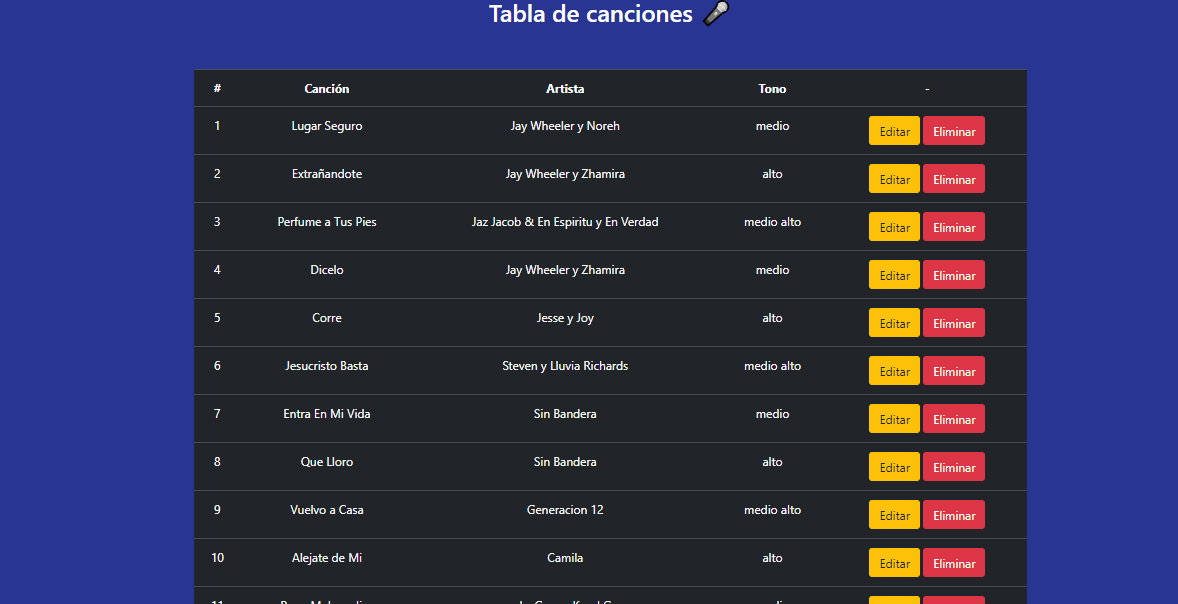 Tabla de canciones 🎤
# Canción Artista Tono -
1 Lugar Seguro Jay Wheeler y Noreh medio Editar Eliminar
2 Extrañandote Jay Wheeler y Zhamira alto Editar Eliminar
3 Perfume a Tus Pies Jaz Jacob & En Espiritu y En Verdad medio alto Editar Eliminar
4 Dicelo Jay Wheeler y Zhamira medio Editar Eliminar
5 Corre Jesse y Joy alto Editar Eliminar
6 Jesucristo Basta Steven y Lluvia Richards medio alto Editar Eliminar
7 Entra En Mi Vida Sin Bandera medio Editar Eliminar
8 Que Lloro Sin Bandera alto Editar Eliminar
9 Vuelvo a Casa Generacion 12 medio alto Editar Eliminar
10 Alejate de Mi Camila alto Editar Eliminar
11